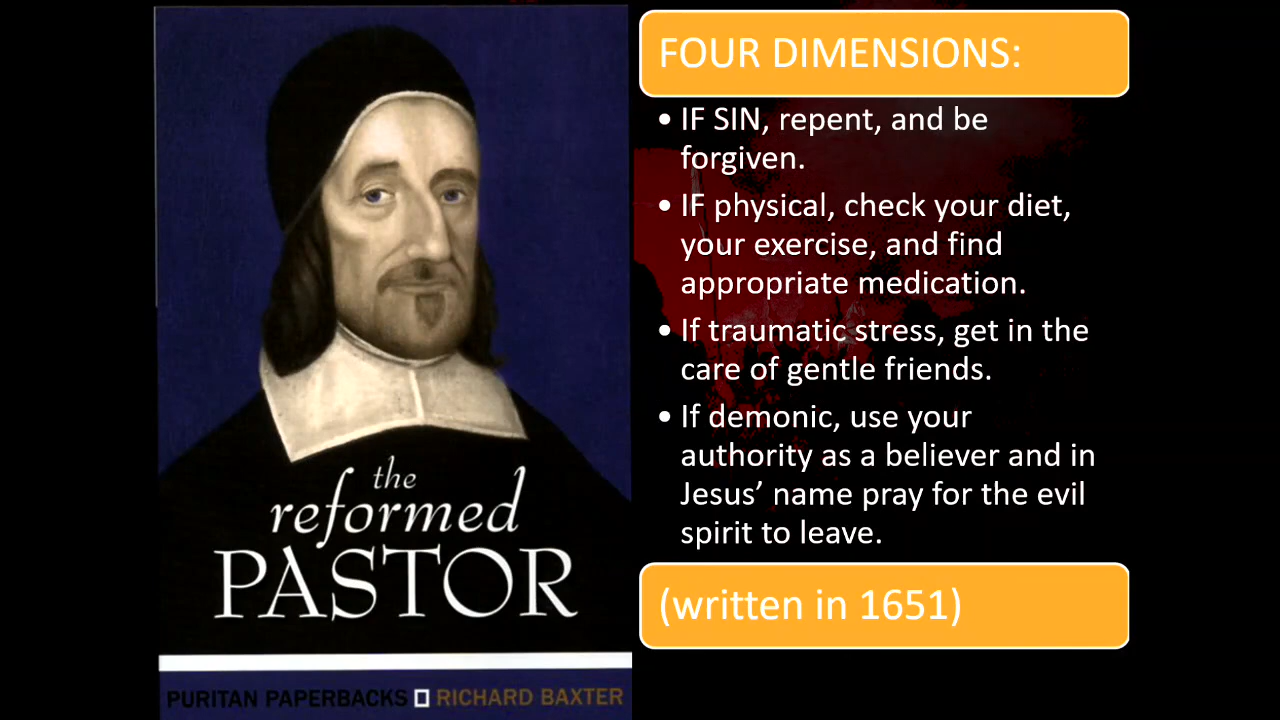 the
reformed
PASTOR
PURITAN PAPERBACKS RICHARD BAXTER
FOUR DIMENSIONS:
• IF SIN, repent, and be
forgiven.
• IF physical, check your diet,
your exercise, and find
appropriate medication.
• If traumatic stress, get in the
care of gentle friends.
• If demonic, use your
authority as a believer and in
Jesus’ name pray for the evil
spirit to leave.
(written in 1651)